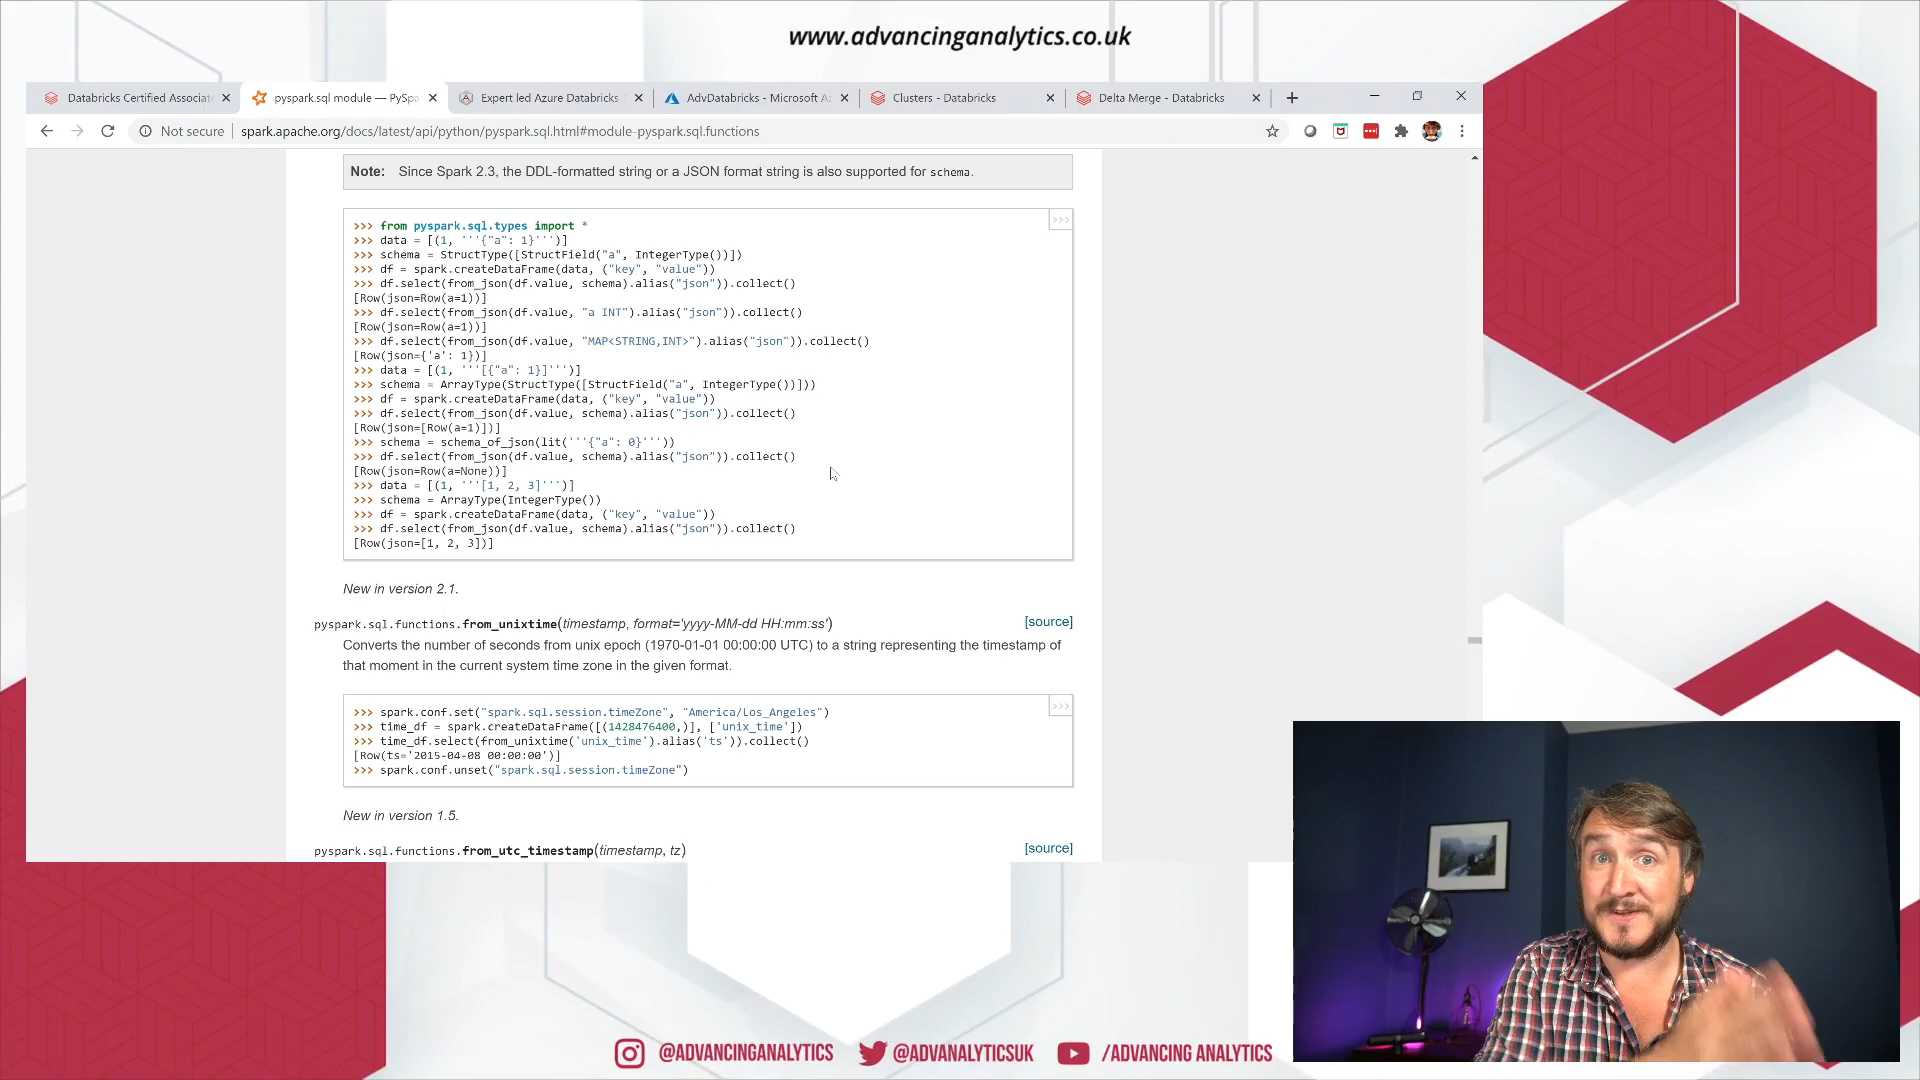 www.advancinganalytics.co.uk
Databricks Certified Associat
pyspark.sql module — PySpa
Expert led Azure Databricks
AdvDatabricks - Microsoft Az
Clusters - Databricks
Delta Merge - Databricks
Not secure
spark.apache.org/docs/latest/api/python/pyspark.sql.html#module-pyspark.sql.functions
Note: Since Spark 2.3, the DDL-formatted string or a JSON format string is also supported for schema.
>>>
>>> from pyspark.sql.types import *
>>> data = [(1, '''{"a": 1}''')]
>>> schema = StructType([StructField("a", IntegerType())])
>>> df = spark.createDataFrame(data, ("key", "value"))
>>> df.select(from_json(df.value, schema).alias("json")).collect()
[Row(json=Row(a=1))]
>>> df.select(from_json(df.value, "a INT").alias("json")).collect()
[Row(json=Row(a=1))]
>>> df.select(from_json(df.value, "MAP<STRING,INT>").alias("json")).collect()
[Row(json={'a': 1})]
>>> data = [(1, '''[{"a": 1}]''')]
>>> schema = ArrayType(StructType([StructField("a", IntegerType())]))
>>> df = spark.createDataFrame(data, ("key", "value"))
>>> df.select(from_json(df.value, schema).alias("json")).collect()
[Row(json=[Row(a=1)])]
>>> schema = schema_of_json(lit('''{"a": 0}'''))
>>> df.select(from_json(df.value, schema).alias("json")).collect()
[Row(json=Row(a=None))]
>>> data = [(1, '''[1, 2, 3]''')]
>>> schema = ArrayType(IntegerType())
>>> df = spark.createDataFrame(data, ("key", "value"))
>>> df.select(from_json(df.value, schema).alias("json")).collect()
[Row(json=[1, 2, 3])]
New in version 2.1.
pyspark.sql.functions.from_unixtime(timestamp, format='yyyy-MM-dd HH:mm:ss') [source]
Converts the number of seconds from unix epoch (1970-01-01 00:00:00 UTC) to a string representing the timestamp of
that moment in the current system time zone in the given format.
>>>
>>> spark.conf.set("spark.sql.session.timeZone", "America/Los_Angeles")
>>> time_df = spark.createDataFrame([(1428476400,)], ['unix_time'])
>>> time_df.select(from_unixtime('unix_time').alias('ts')).collect()
[Row(ts='2015-04-08 00:00:00')]
>>> spark.conf.unset("spark.sql.session.timeZone")
New in version 1.5.
pyspark.sql.functions.from_utc_timestamp(timestamp, tz) [source]
@ADVANCINGANALYTICS
@ADVANALYTICSUK
/ADVANCING ANALYTICS